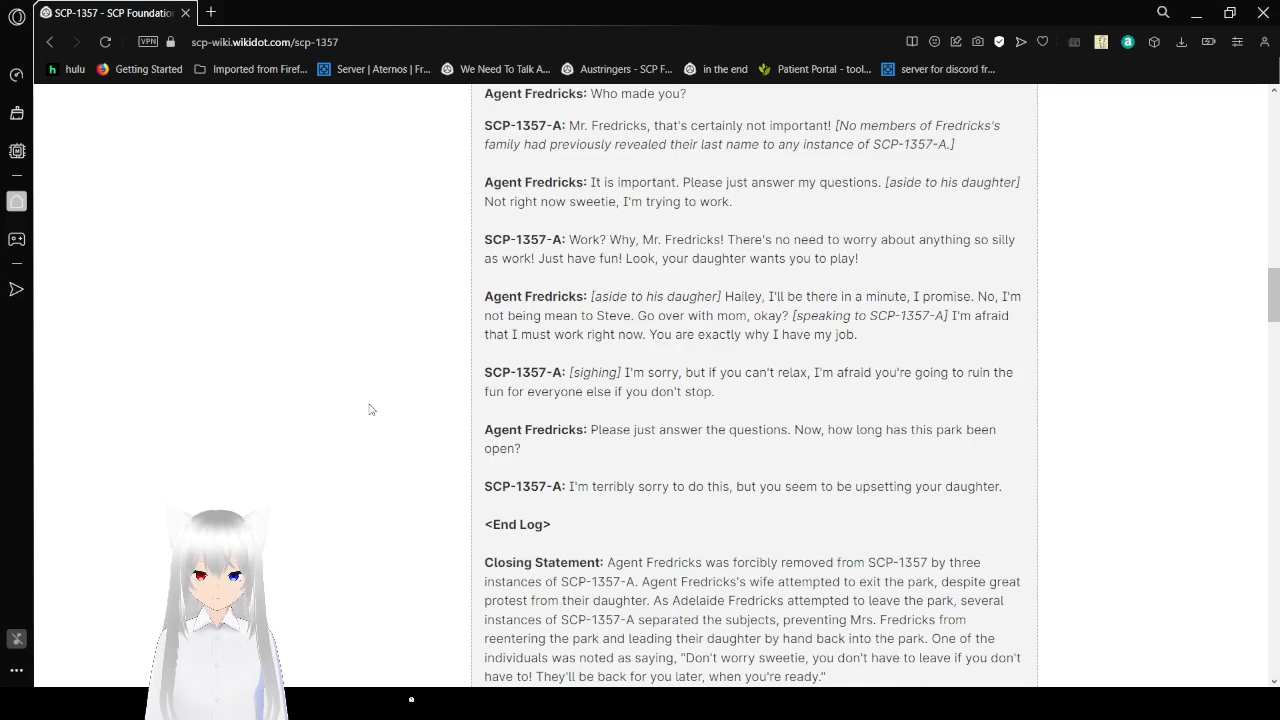 SCP-1357 - SCP Foundatio
VPN
scp-wiki.wikidot.com/scp-1357
hulu
Getting Started
Imported from Firef...
Server | Aternos | Fr...
We Need To Talk A...
Austringers - SCP F...
in the end
Patient Portal - tool...
server for discord fr...
Agent Fredricks: Who made you?
SCP-1357-A: Mr. Fredricks, that's certainly not important! [No members of Fredricks's
family had previously revealed their last name to any instance of SCP-1357-A.]
Agent Fredricks: It is important. Please just answer my questions. [aside to his daughter]
Not right now sweetie, I'm trying to work.
SCP-1357-A: Work? Why, Mr. Fredricks! There's no need to worry about anything so silly
as work! Just have fun! Look, your daughter wants you to play!
Agent Fredricks: [aside to his daugher] Hailey, I'll be there in a minute, I promise. No, I'm
not being mean to Steve. Go over with mom, okay? [speaking to SCP-1357-A] I'm afraid
that I must work right now. You are exactly why I have my job.
SCP-1357-A: [sighing] I'm sorry, but if you can't relax, I'm afraid you're going to ruin the
fun for everyone else if you don't stop.
Agent Fredricks: Please just answer the questions. Now, how long has this park been
open?
SCP-1357-A: I'm terribly sorry to do this, but you seem to be upsetting your daughter.
<End Log>
Closing Statement: Agent Fredricks was forcibly removed from SCP-1357 by three
instances of SCP-1357-A. Agent Fredricks's wife attempted to exit the park, despite great
protest from their daughter. As Adelaide Fredricks attempted to leave the park, several
instances of SCP-1357-A separated the subjects, preventing Mrs. Fredricks from
reentering the park and leading their daughter by hand back into the park. One of the
individuals was noted as saying, "Don't worry sweetie, you don't have to leave if you don't
have to! They'll be back for you later, when you're ready."